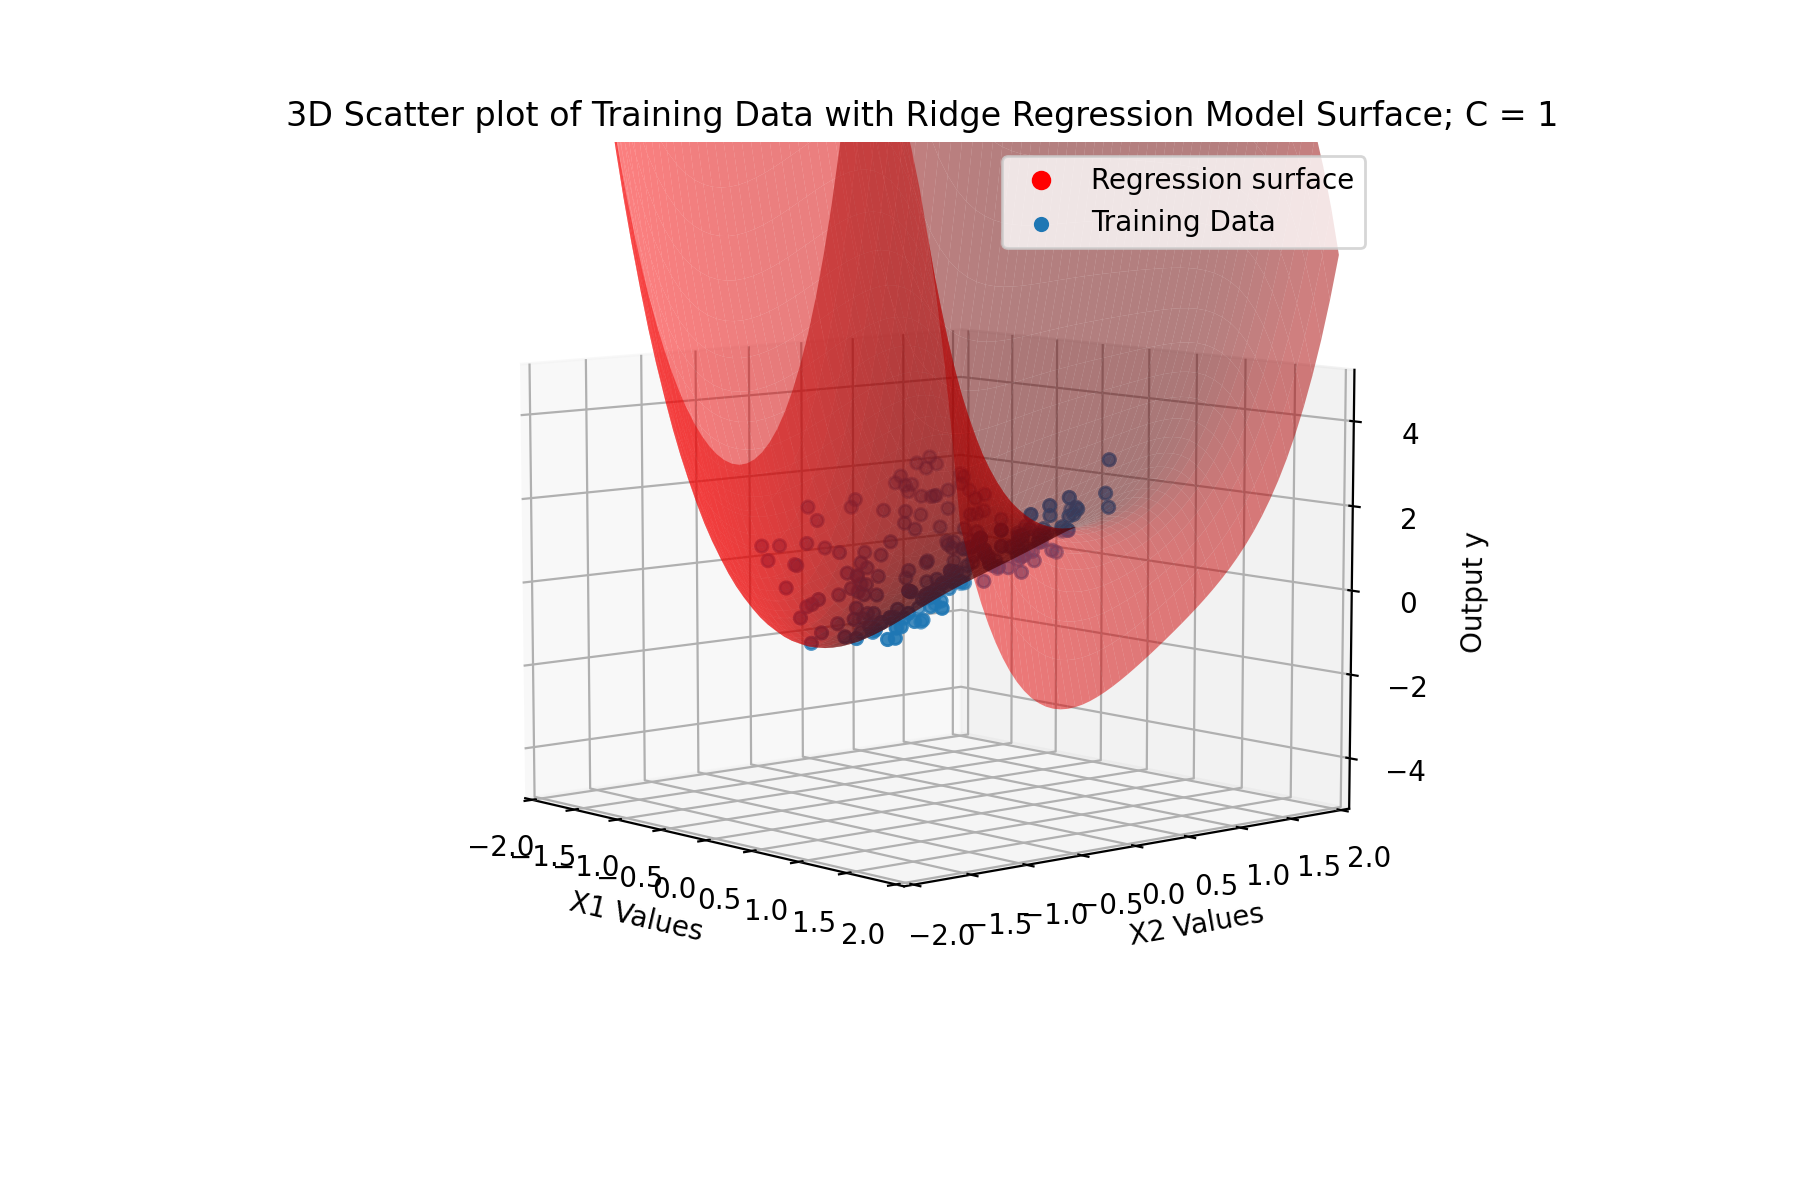 3D Scatter plot of Training Data with Ridge Regression Model Surface; C = 1
Regression surface
Training Data
4
2
0
−2
−4
Output y
−2.0 −1.5 −1.0 −0.5 0.0 0.5 1.0 1.5 2.0
X1 Values
−2.0 −1.5 −1.0 −0.5 0.0 0.5 1.0 1.5 2.0
X2 Values